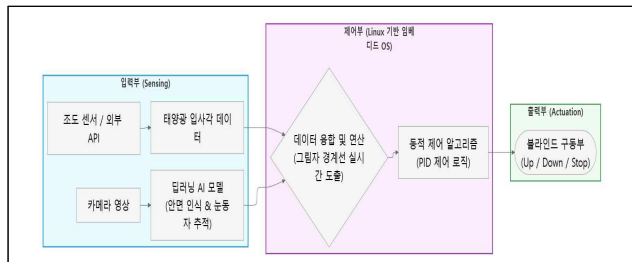 제어부 (Linux 기반 임베
디드 OS)
입력부 (Sensing)
조도 센서 / 외부
API
태양광 입사각 데이
터
카메라 영상
딥러닝 AI 모델
(안면 인식 & 눈동
자 추적)
데이터 융합 및 연산
(그림자 경계선 실시
간 도출)
동적 제어 알고리즘
(PID 제어 로직)
출력부 (Actuation)
블라인드 구동부
(Up / Down / Stop)